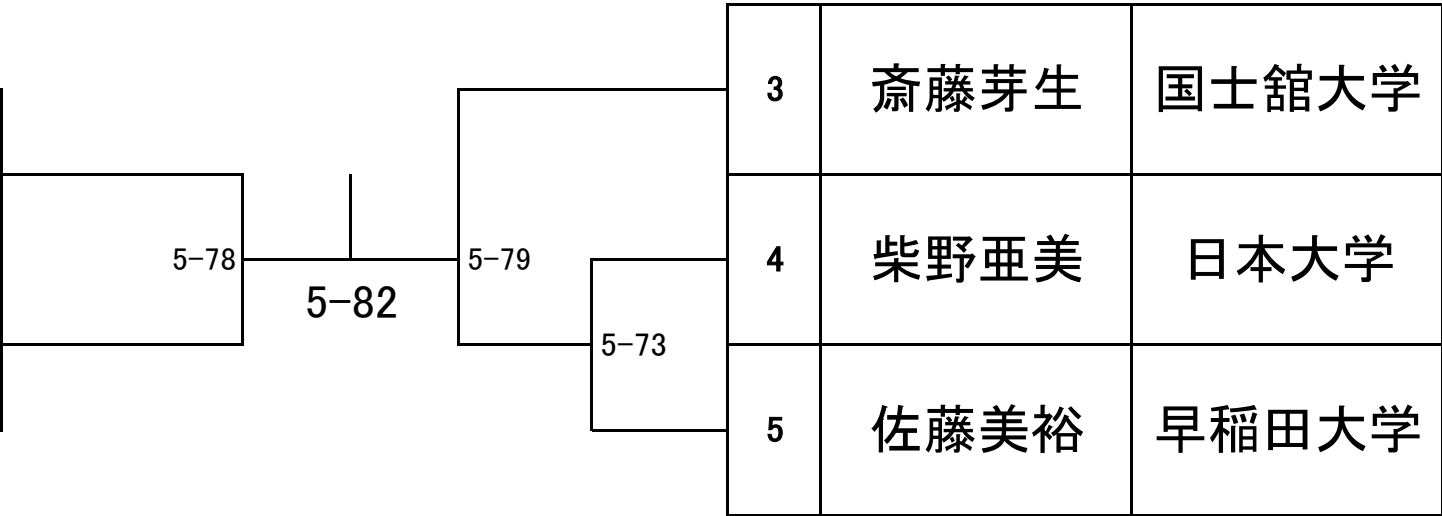 3 斎藤芽生 国士舘大学
5-78 5-79 4 柴野亜美 日本大学
5-82
5-73
5 佐藤美裕 早稲田大学